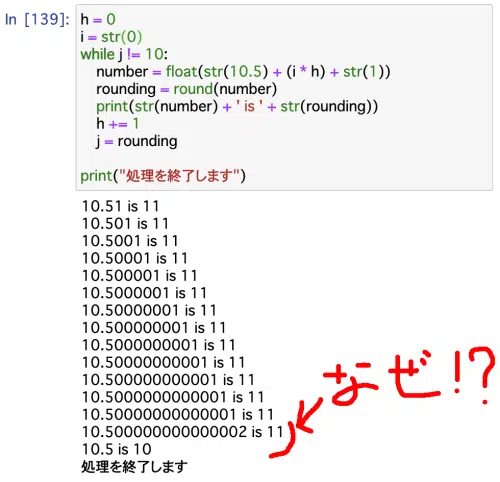 In [139]:
h = 0
i = str(0)
while j != 10:
    number = float(str(10.5) + (i * h) + str(1))
    rounding = round(number)
    print(str(number) + ' is ' + str(rounding))
    h += 1
    j = rounding
print("処理を終了します")
10.51 is 11
10.501 is 11
10.5001 is 11
10.50001 is 11
10.500001 is 11
10.5000001 is 11
10.50000001 is 11
10.500000001 is 11
10.5000000001 is 11
10.50000000001 is 11
10.500000000001 is 11
10.5000000000001 is 11
10.50000000000001 is 11
10.500000000000002 is 11
10.5 is 10
処理を終了します
なぜ!?